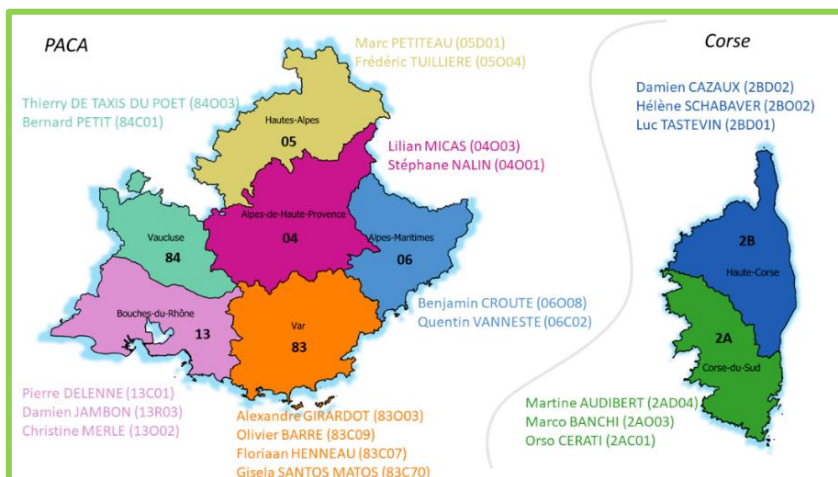 PACA
Marc PETITEAU (05D01)
Frédéric TUILLIERE (05O04)
Thierry DE TAXIS DU POET (84O03)
Bernard PETIT (84C01)
Hautes-Alpes
05
Lilian MICAS (04O03)
Stéphane NALIN (04O01)
Alpes-de-Haute-Provence
04
Vaucluse
84
Alpes-Maritimes
06
Benjamin CROUTE (06O08)
Quentin VANNESTE (06C02)
Bouches-du-Rhône
13
Var
83
Pierre DELENNE (13C01)
Damien JAMBON (13R03)
Christine MERLE (13O02)
Alexandre GIRARDOT (83O03)
Olivier BARRE (83C09)
Floriaan HENNEAU (83C07)
Gisela SANTOS MATOS (83C70)
Corse
Damien CAZAUX (2BD02)
Hélène SCHABAVER (2BO02)
Luc TASTEVIN (2BD01)
2B
Haute-Corse
2A
Corse-du-Sud
Martine AUDIBERT (2AD04)
Marco BANCHI (2AO03)
Orso CERATI (2AC01)